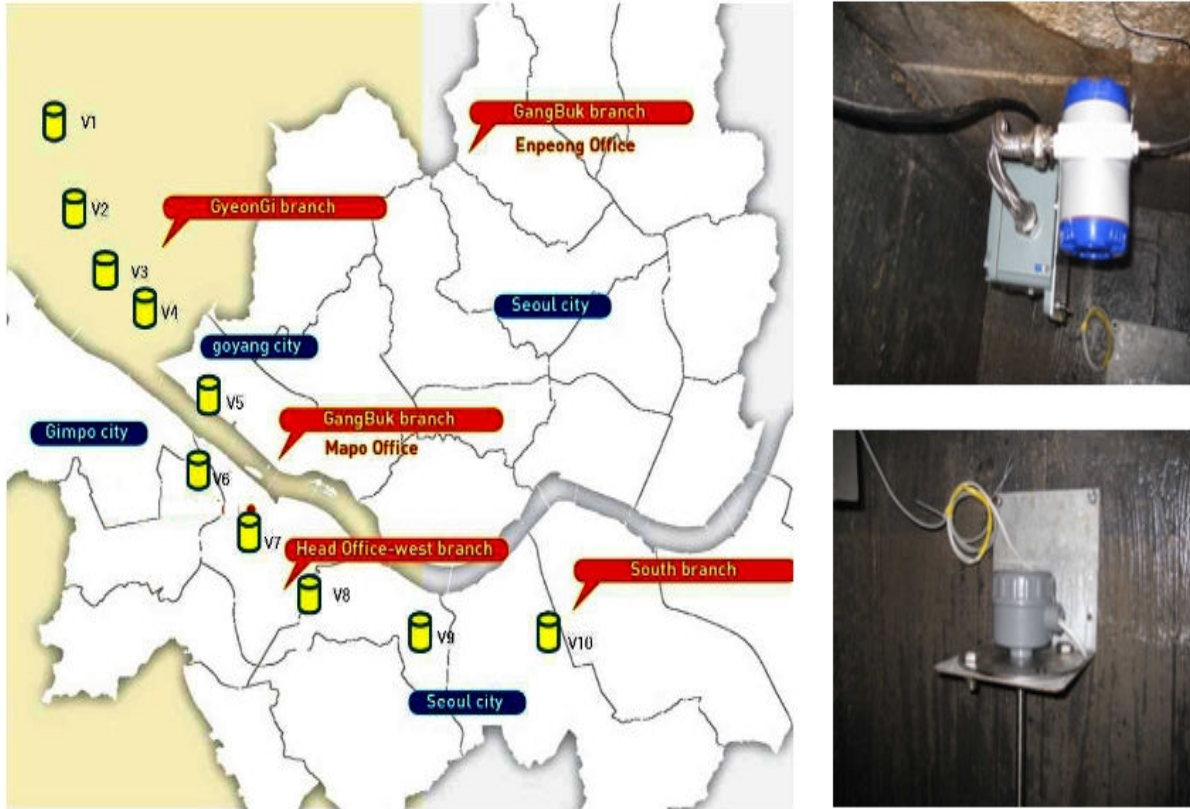 GangBuk branch
Enpeong Office
V1
V2
GyeonGi branch
V3
V4
Seoul city
goyang city
V5
GangBuk branch
Mapo Office
Gimpo city
V6
V7
Head Office-west branch
V8
South branch
V9
V10
Seoul city